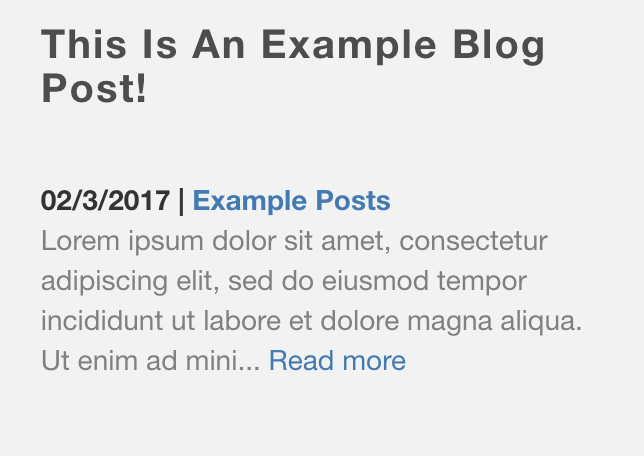 This Is An Example Blog
Post!
02/3/2017 | Example Posts
Lorem ipsum dolor sit amet, consectetur
adipiscing elit, sed do eiusmod tempor
incididunt ut labore et dolore magna aliqua.
Ut enim ad mini... Read more